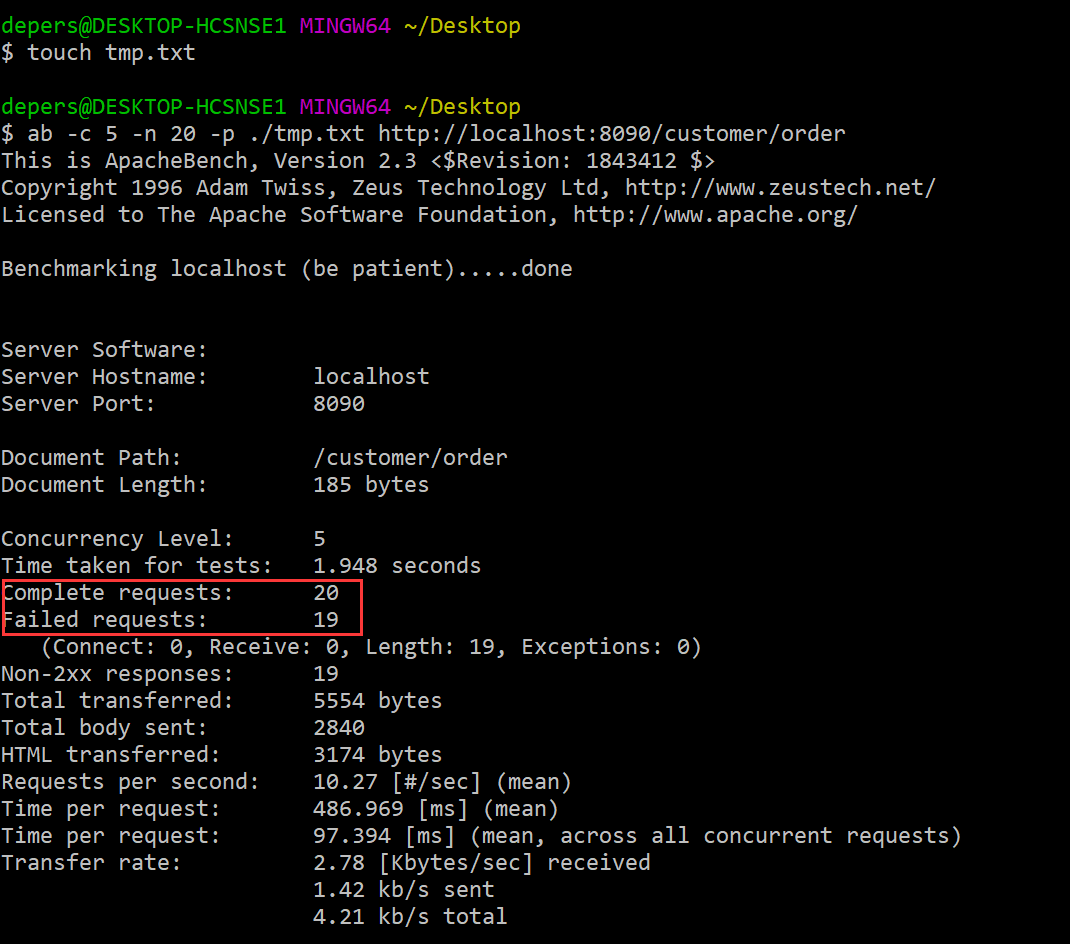 depers@DESKTOP-HCSNSE1 MINGW64 ~/Desktop
$ touch tmp.txt
depers@DESKTOP-HCSNSE1 MINGW64 ~/Desktop
$ ab -c 5 -n 20 -p ./tmp.txt http://localhost:8090/customer/order
This is ApacheBench, Version 2.3 <$Revision: 1843412 $>
Copyright 1996 Adam Twiss, Zeus Technology Ltd, http://www.zeustech.net/
Licensed to The Apache Software Foundation, http://www.apache.org/
Benchmarking localhost (be patient).....done
Server Software:
Server Hostname:        localhost
Server Port:            8090
Document Path:          /customer/order
Document Length:        185 bytes
Concurrency Level:      5
Time taken for tests:   1.948 seconds
Complete requests:      20
Failed requests:        19
   (Connect: 0, Receive: 0, Length: 19, Exceptions: 0)
Non-2xx responses:      19
Total transferred:      5554 bytes
Total body sent:        2840
HTML transferred:       3174 bytes
Requests per second:    10.27 [#/sec] (mean)
Time per request:       486.969 [ms] (mean)
Time per request:       97.394 [ms] (mean, across all concurrent requests)
Transfer rate:          2.78 [Kbytes/sec] received
                        1.42 kb/s sent
                        4.21 kb/s total